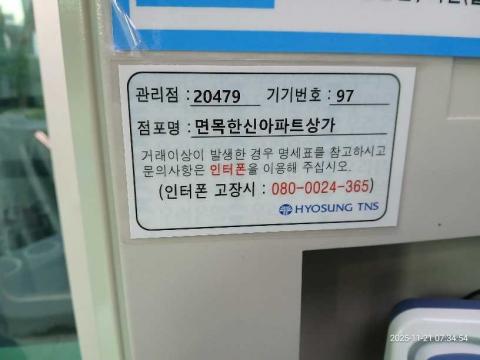 관리점 : 20479 기기번호 : 97
점포명 : 면목한신아파트상가
거래이상이 발생한 경우 명세표를 참고하시고
문의사항은 인터폰을 이용해 주십시오.
(인터폰 고장시 : 080-0024-365)
HYOSUNG TNS
2025-11-21 07:34:54